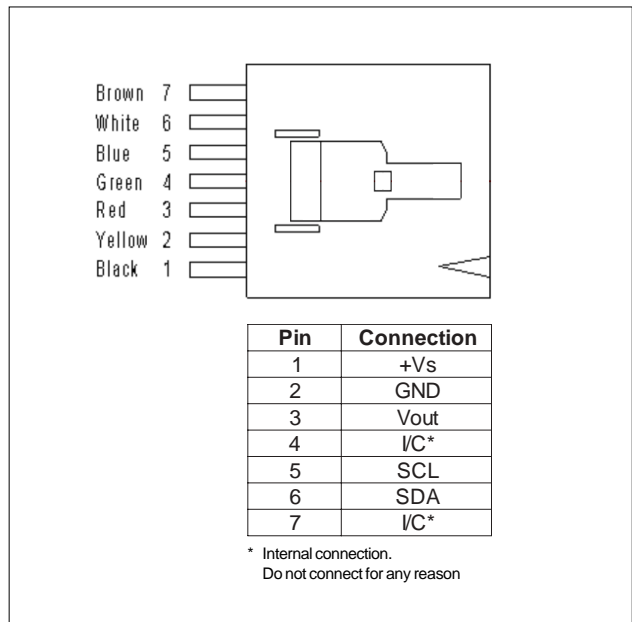 Brown 7
White 6
Blue 5
Green 4
Red 3
Yellow 2
Black 1
Pin Connection
1 +Vs
2 GND
3 Vout
4 I/C*
5 SCL
6 SDA
7 I/C*
* Internal connection.
Do not connect for any reason